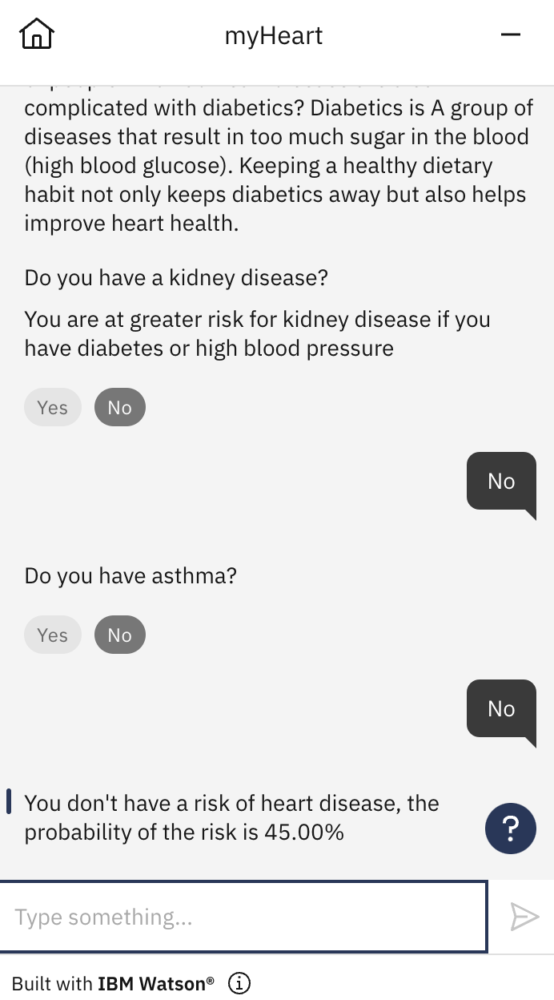 myHeart
complicated with diabetics? Diabetics is A group of
diseases that result in too much sugar in the blood
(high blood glucose). Keeping a healthy dietary
habit not only keeps diabetics away but also helps
improve heart health.
Do you have a kidney disease?
You are at greater risk for kidney disease if you
have diabetes or high blood pressure
Yes No
No
Do you have asthma?
Yes No
No
You don't have a risk of heart disease, the
probability of the risk is 45.00%
?
Type something...
Built with IBM Watson®